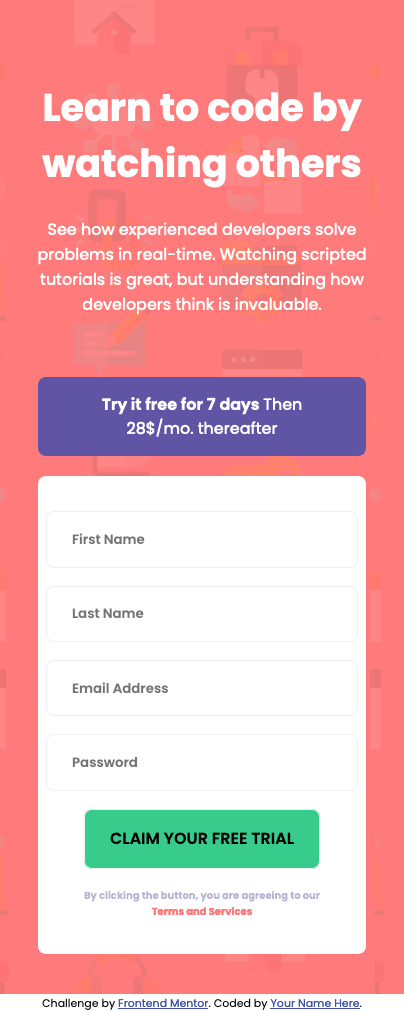 Learn to code by
watching others
See how experienced developers solve
problems in real-time. Watching scripted
tutorials is great, but understanding how
developers think is invaluable.
Try it free for 7 days Then
28$/mo. thereafter
First Name
Last Name
Email Address
Password
CLAIM YOUR FREE TRIAL
By clicking the button, you are agreeing to our
Terms and Services
Challenge by Frontend Mentor. Coded by Your Name Here.